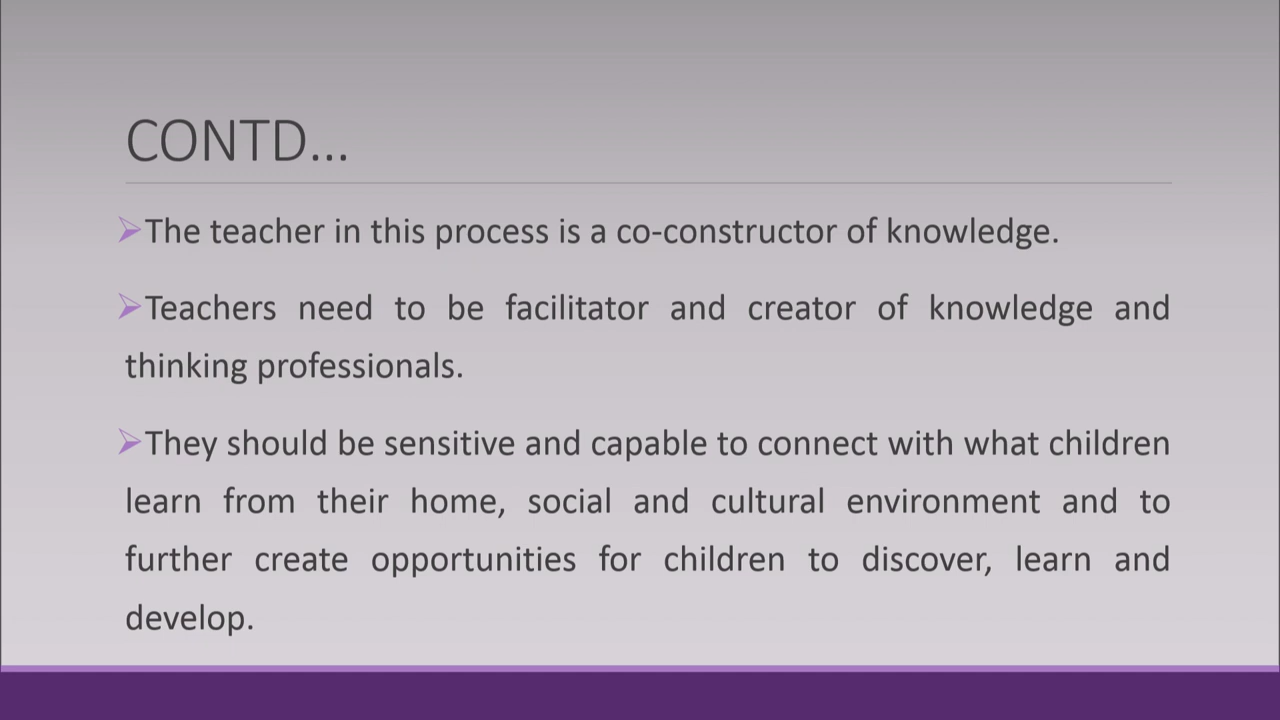 CONTD...
➢The teacher in this process is a co-constructor of knowledge.
➢Teachers need to be facilitator and creator of knowledge and
thinking professionals.
➢They should be sensitive and capable to connect with what children
learn from their home, social and cultural environment and to
further create opportunities for children to discover, learn and
develop.